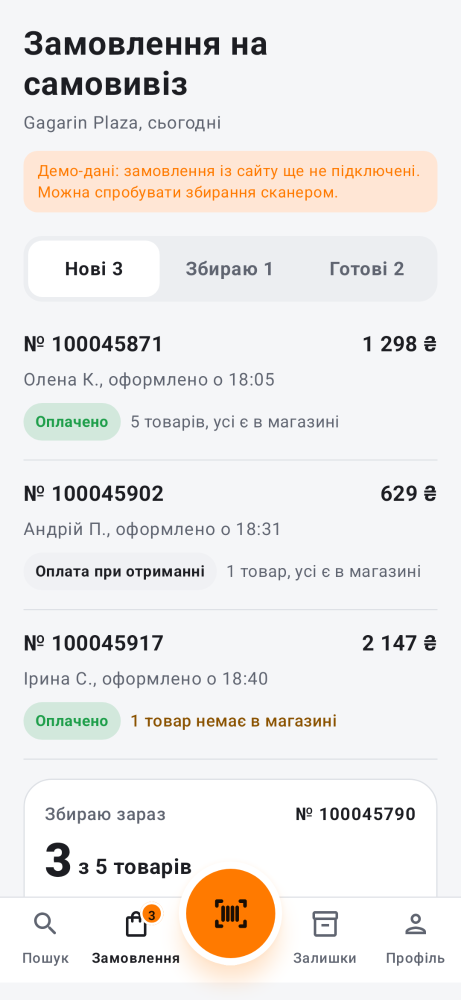 Замовлення на
самовивіз
Gagarin Plaza, сьогодні
Демо-дані: замовлення із сайту ще не підключені.
Можна спробувати збирання сканером.
Нові 3 Збираю 1 Готові 2
№ 100045871 1 298 ₴
Олена К., оформлено о 18:05
Оплачено 5 товарів, усі є в магазині
№ 100045902 629 ₴
Андрій П., оформлено о 18:31
Оплата при отриманні 1 товар, усі є в магазині
№ 100045917 2 147 ₴
Ірина С., оформлено о 18:40
Оплачено 1 товар немає в магазині
Збираю зараз № 100045790
3 з 5 товарів
3
Пошук Замовлення Залишки Профіль